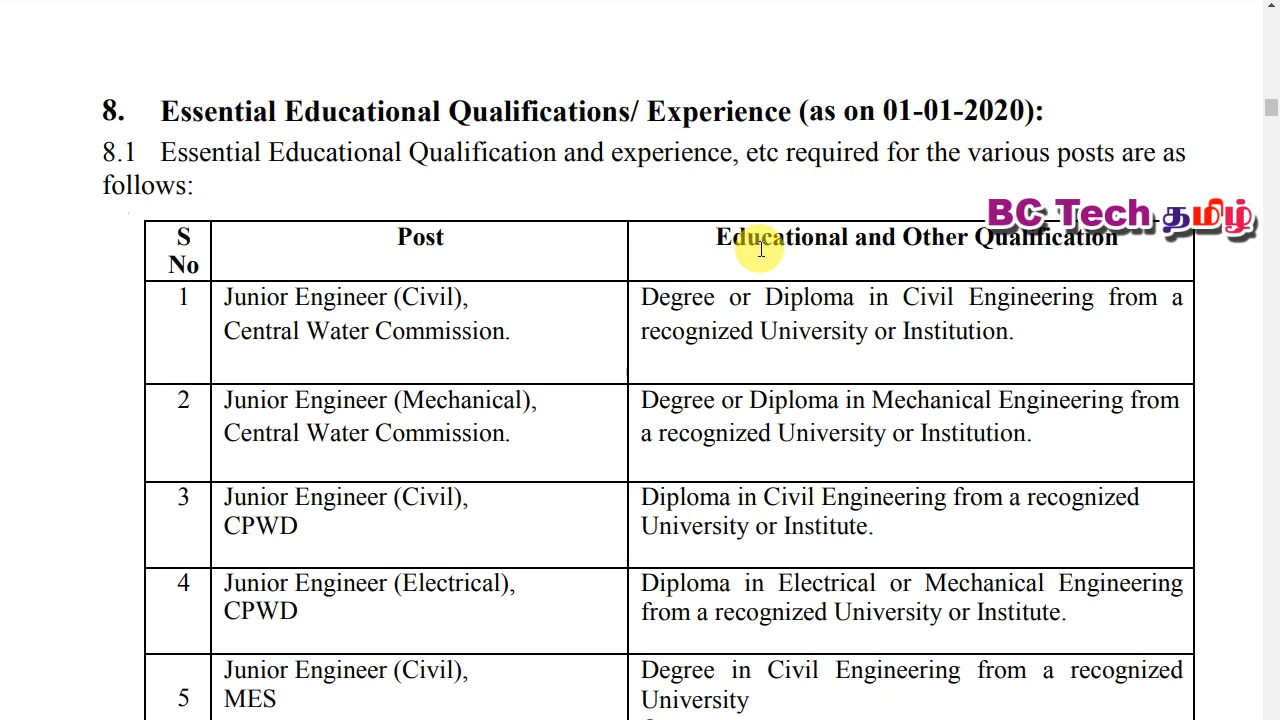 8. Essential Educational Qualifications/ Experience (as on 01-01-2020):
8.1 Essential Educational Qualification and experience, etc required for the various posts are as
follows:
BC Tech தமிழ்
S
No
Post
Educational and Other Qualification
1
Junior Engineer (Civil),
Central Water Commission.
Degree or Diploma in Civil Engineering from a
recognized University or Institution.
2
Junior Engineer (Mechanical),
Central Water Commission.
Degree or Diploma in Mechanical Engineering from
a recognized University or Institution.
3
Junior Engineer (Civil),
CPWD
Diploma in Civil Engineering from a recognized
University or Institute.
4
Junior Engineer (Electrical),
CPWD
Diploma in Electrical or Mechanical Engineering
from a recognized University or Institute.
5
Junior Engineer (Civil),
MES
Degree in Civil Engineering from a recognized
University